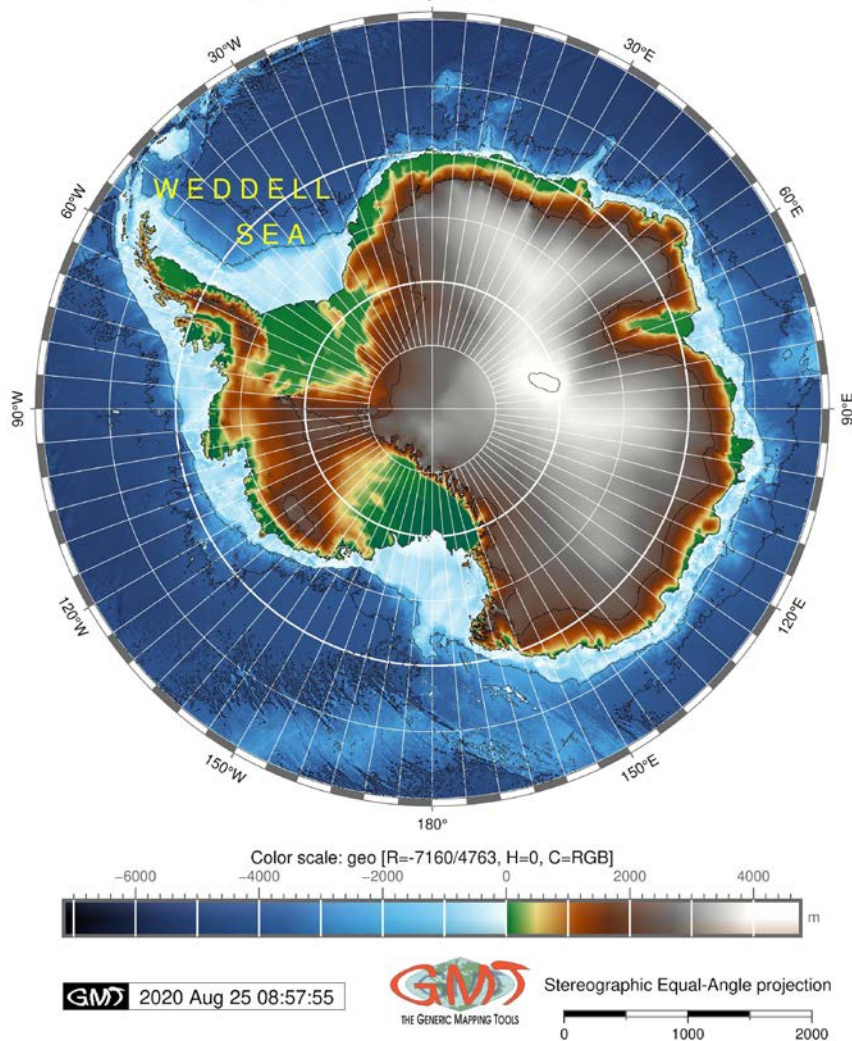 30°W
30°E
60°W
60°E
WEDDELL
SEA
90°W
90°E
120°W
120°E
150°W
150°E
180°
Color scale: geo [R=-7160/4763, H=0, C=RGB]
−6000 −4000 −2000 0 2000 4000
m
GMT 2020 Aug 25 08:57:55
GMT
THE GENERIC MAPPING TOOLS
Stereographic Equal-Angle projection
0 1000 2000